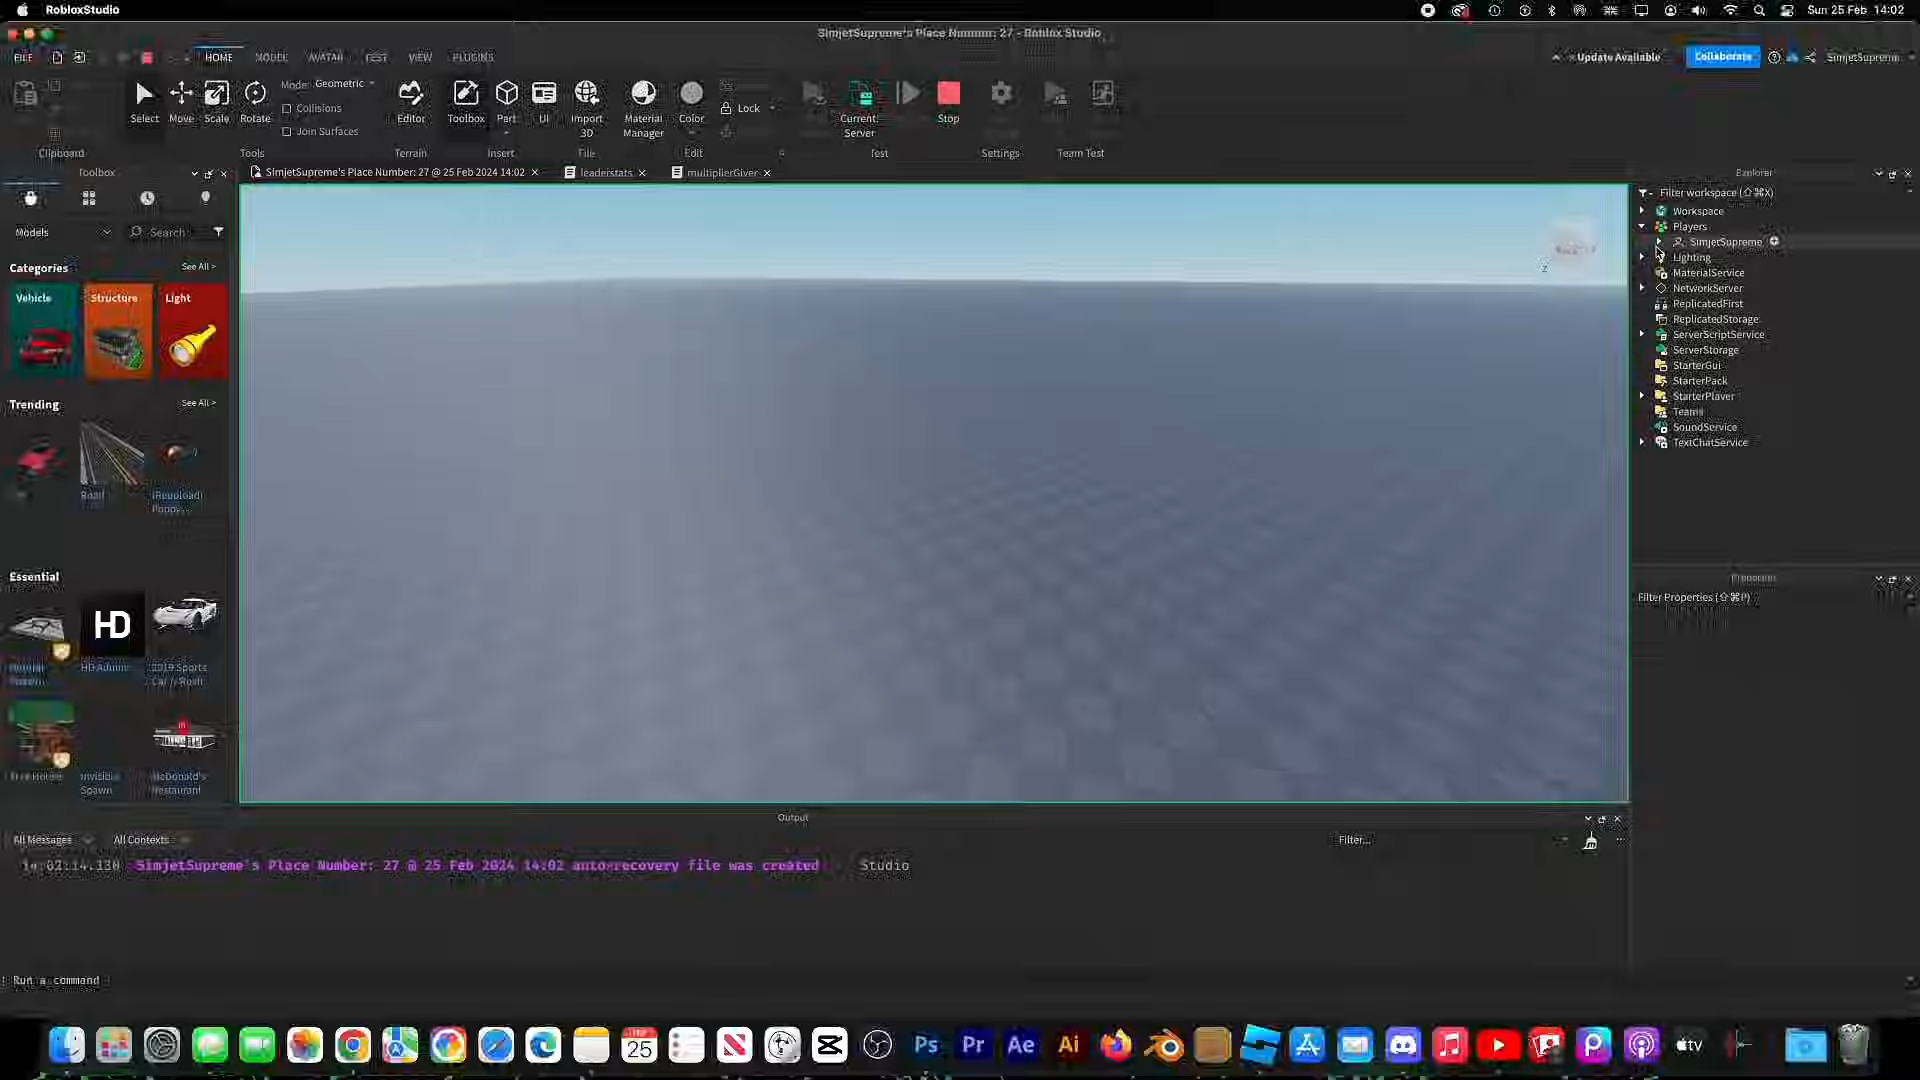 RobloxStudio
Sun 25 Feb 14:02
SimjetSupreme's Place Number: 27 - Roblox Studio
FILE HOME MODEL AVATAR TEST VIEW PLUGINS
Update Available Collaborate
Mode: Geometric
Collisions
Join Surfaces
Select Move Scale Rotate
Editor Toolbox Part UI Import 3D
Material Manager Color Lock
Current: Server Stop
Clipboard Tools Terrain Insert File Edit Test Settings Team Test
Toolbox
SimjetSupreme's Place Number: 27 @ 25 Feb 2024 14:02
leaderstats
multiplierGiver
Explorer
Filter workspace (⇧⌘X)
Models
Search
Categories
See All >
Vehicle
Structure
Light
Trending
See All >
Road
(Reupload)
Essential
HD
HD Admin
2019 Sports
Invisible Spawn
McDonald's Restaurant
Workspace
Players
SimjetSupreme
Lighting
MaterialService
NetworkServer
ReplicatedFirst
ReplicatedStorage
ServerScriptService
ServerStorage
StarterGui
StarterPack
StarterPlayer
Teams
SoundService
TextChatService
Properties
Filter Properties (⇧⌘P)
Output
All Messages
All Contexts
Filter...
14:02:14.130 SimjetSupreme's Place Number: 27 @ 25 Feb 2024 14:02 auto-recovery file was created - Studio
Run a command
25
Ps
Pr
Ae
Ai
tv